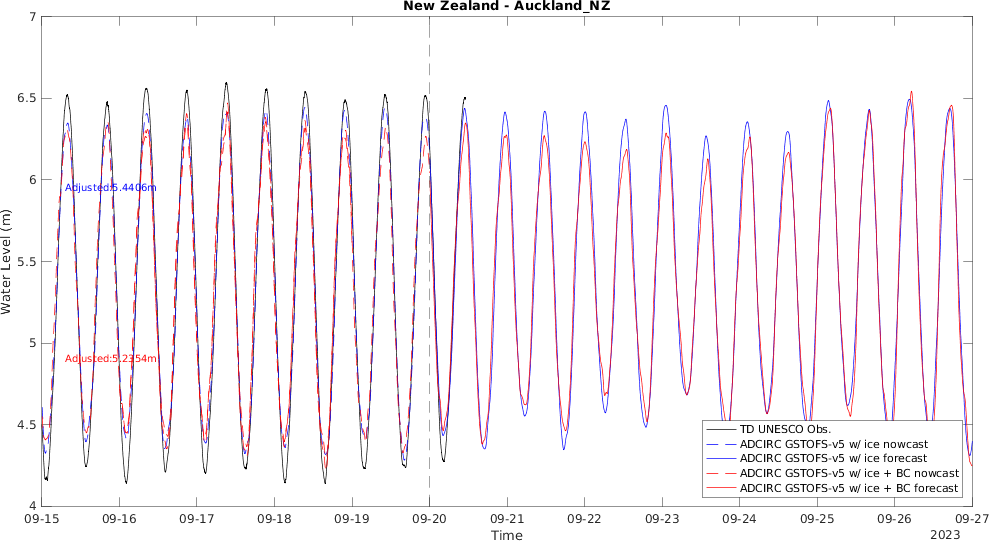 New Zealand - Auckland_NZ
7
6.5
6
5.5
5
4.5
4
Water Level (m)
Adjusted:5.4406m
Adjusted:5.2354m
TD UNESCO Obs.
ADCIRC GSTOFS-v5 w/ ice nowcast
ADCIRC GSTOFS-v5 w/ ice forecast
ADCIRC GSTOFS-v5 w/ ice + BC nowcast
ADCIRC GSTOFS-v5 w/ ice + BC forecast
09-15 09-16 09-17 09-18 09-19 09-20 09-21 09-22 09-23 09-24 09-25 09-26 09-27
Time
2023